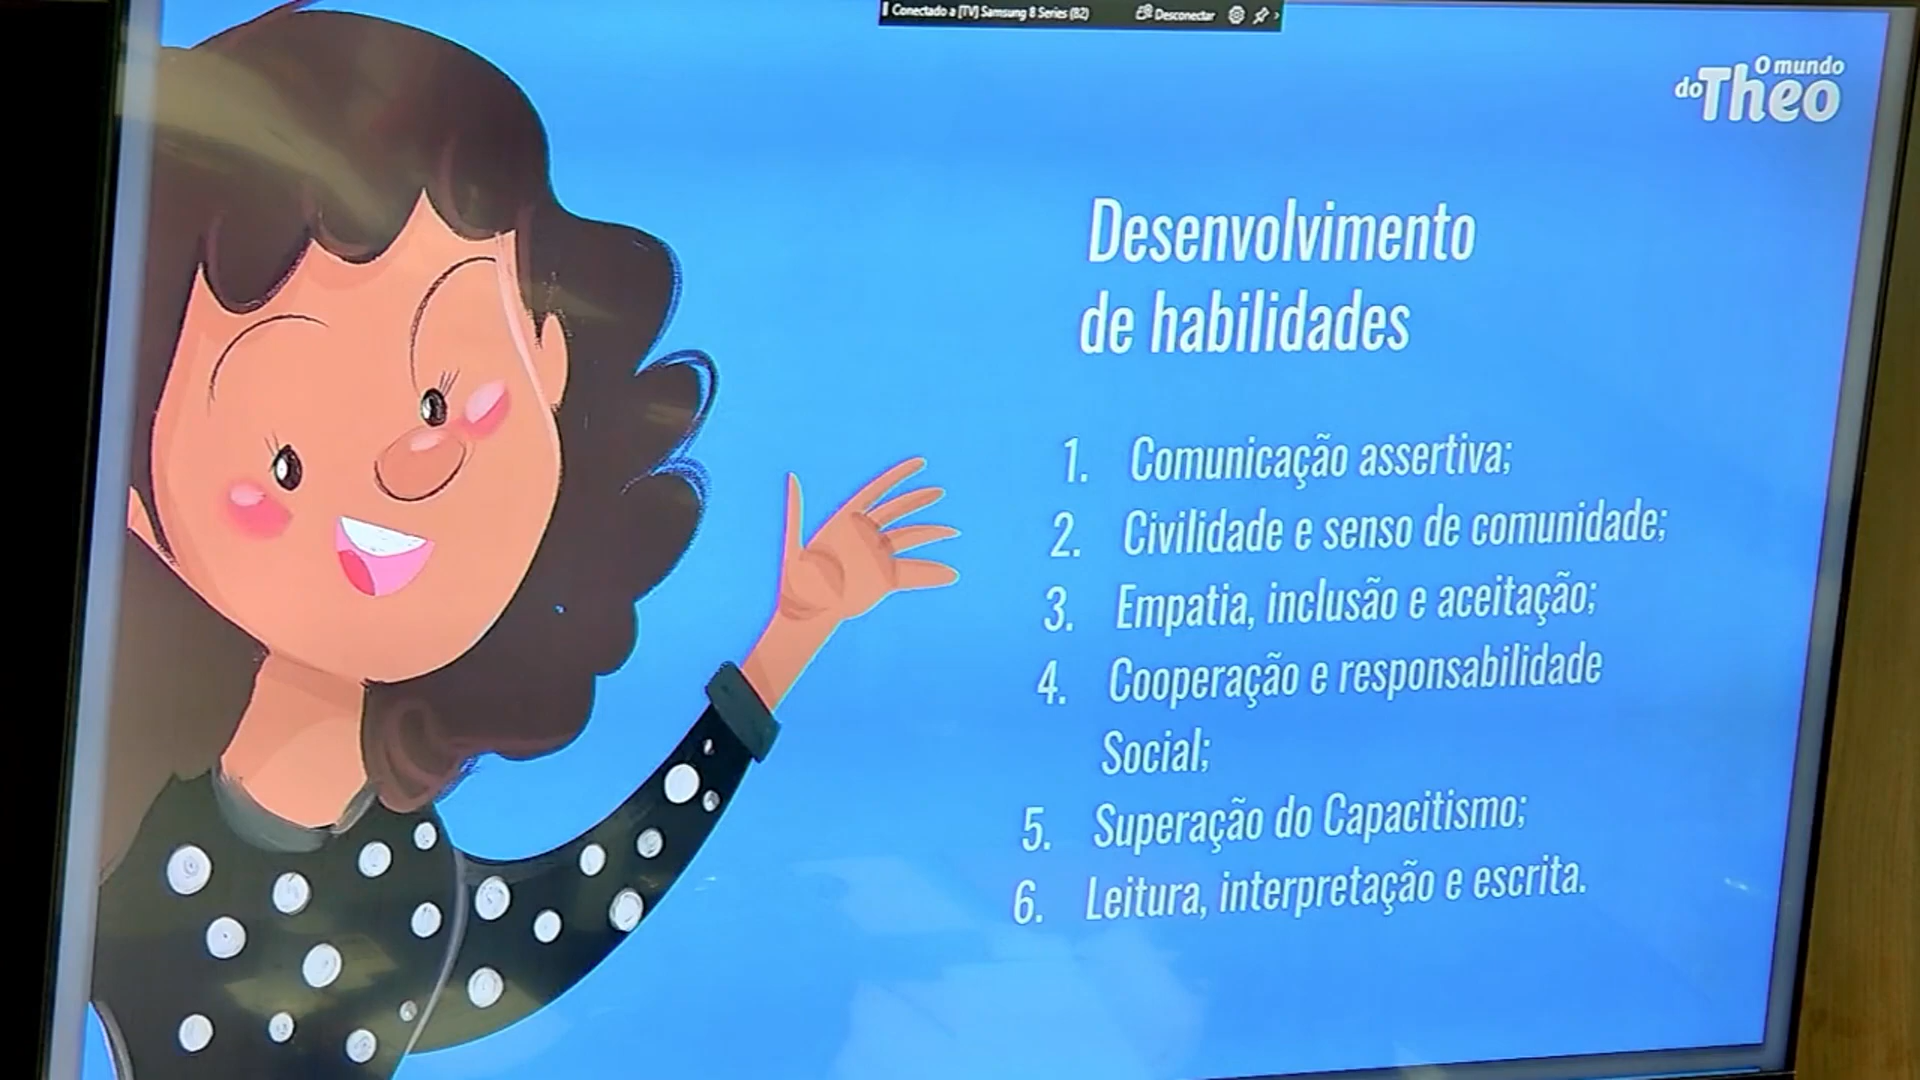 Conectado a [TV] Samsung 8 Series (82) Desconectar
O mundo
do Theo
Desenvolvimento
de habilidades
1. Comunicação assertiva;
2. Civilidade e senso de comunidade;
3. Empatia, inclusão e aceitação;
4. Cooperação e responsabilidade
Social;
5. Superação do Capacitismo;
6. Leitura, interpretação e escrita.